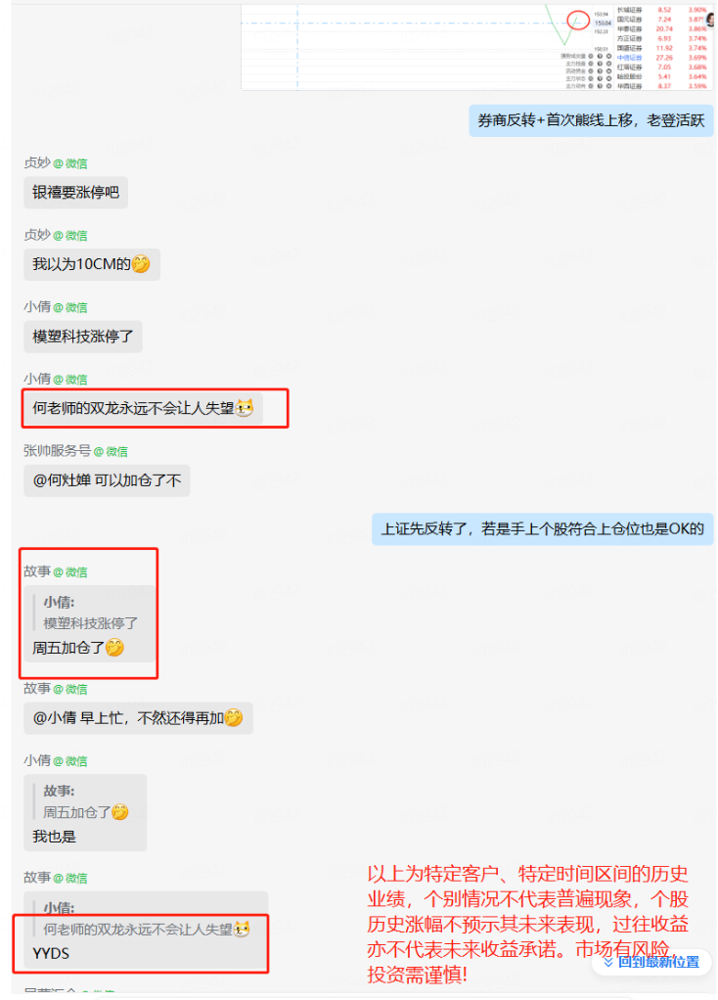 153.94
153.04
152.23
150.31
长城证券 8.52 3.90%
国元证券 7.24 3.87%
华泰证券 20.74 3.86%
方正证券 6.93 3.74%
国盛证券 11.92 3.74%
中信证券 27.26 3.69%
红塔证券 7.05 3.68%
哈投股份 5.41 3.64%
华西证券 8.37 3.59%
券商反转+首次熊线上移，老登活跃
贞妙@微信
银禧要涨停吧
贞妙@微信
我以为10CM的🤭
小倩@微信
模塑科技涨停了
小倩@微信
何老师的双龙永远不会让人失望
张帅服务号@微信
@何灶婵 可以加仓了不
上证先反转了，若是手上个股符合上仓位也是OK的
故事@微信
小倩:
模塑科技涨停了
周五加仓了🤭
故事@微信
@小倩 早上忙，不然还得再加🤭
小倩@微信
故事:
周五加仓了🤭
我也是
故事@微信
小倩:
何老师的双龙永远不会让人失望
YYDS
以上为特定客户、特定时间区间的历史
业绩，个别情况不代表普遍现象，个股
历史涨幅不预示其未来表现，过往收益
亦不代表未来收益承诺。市场有风险，
投资需谨慎!
回到最新位置